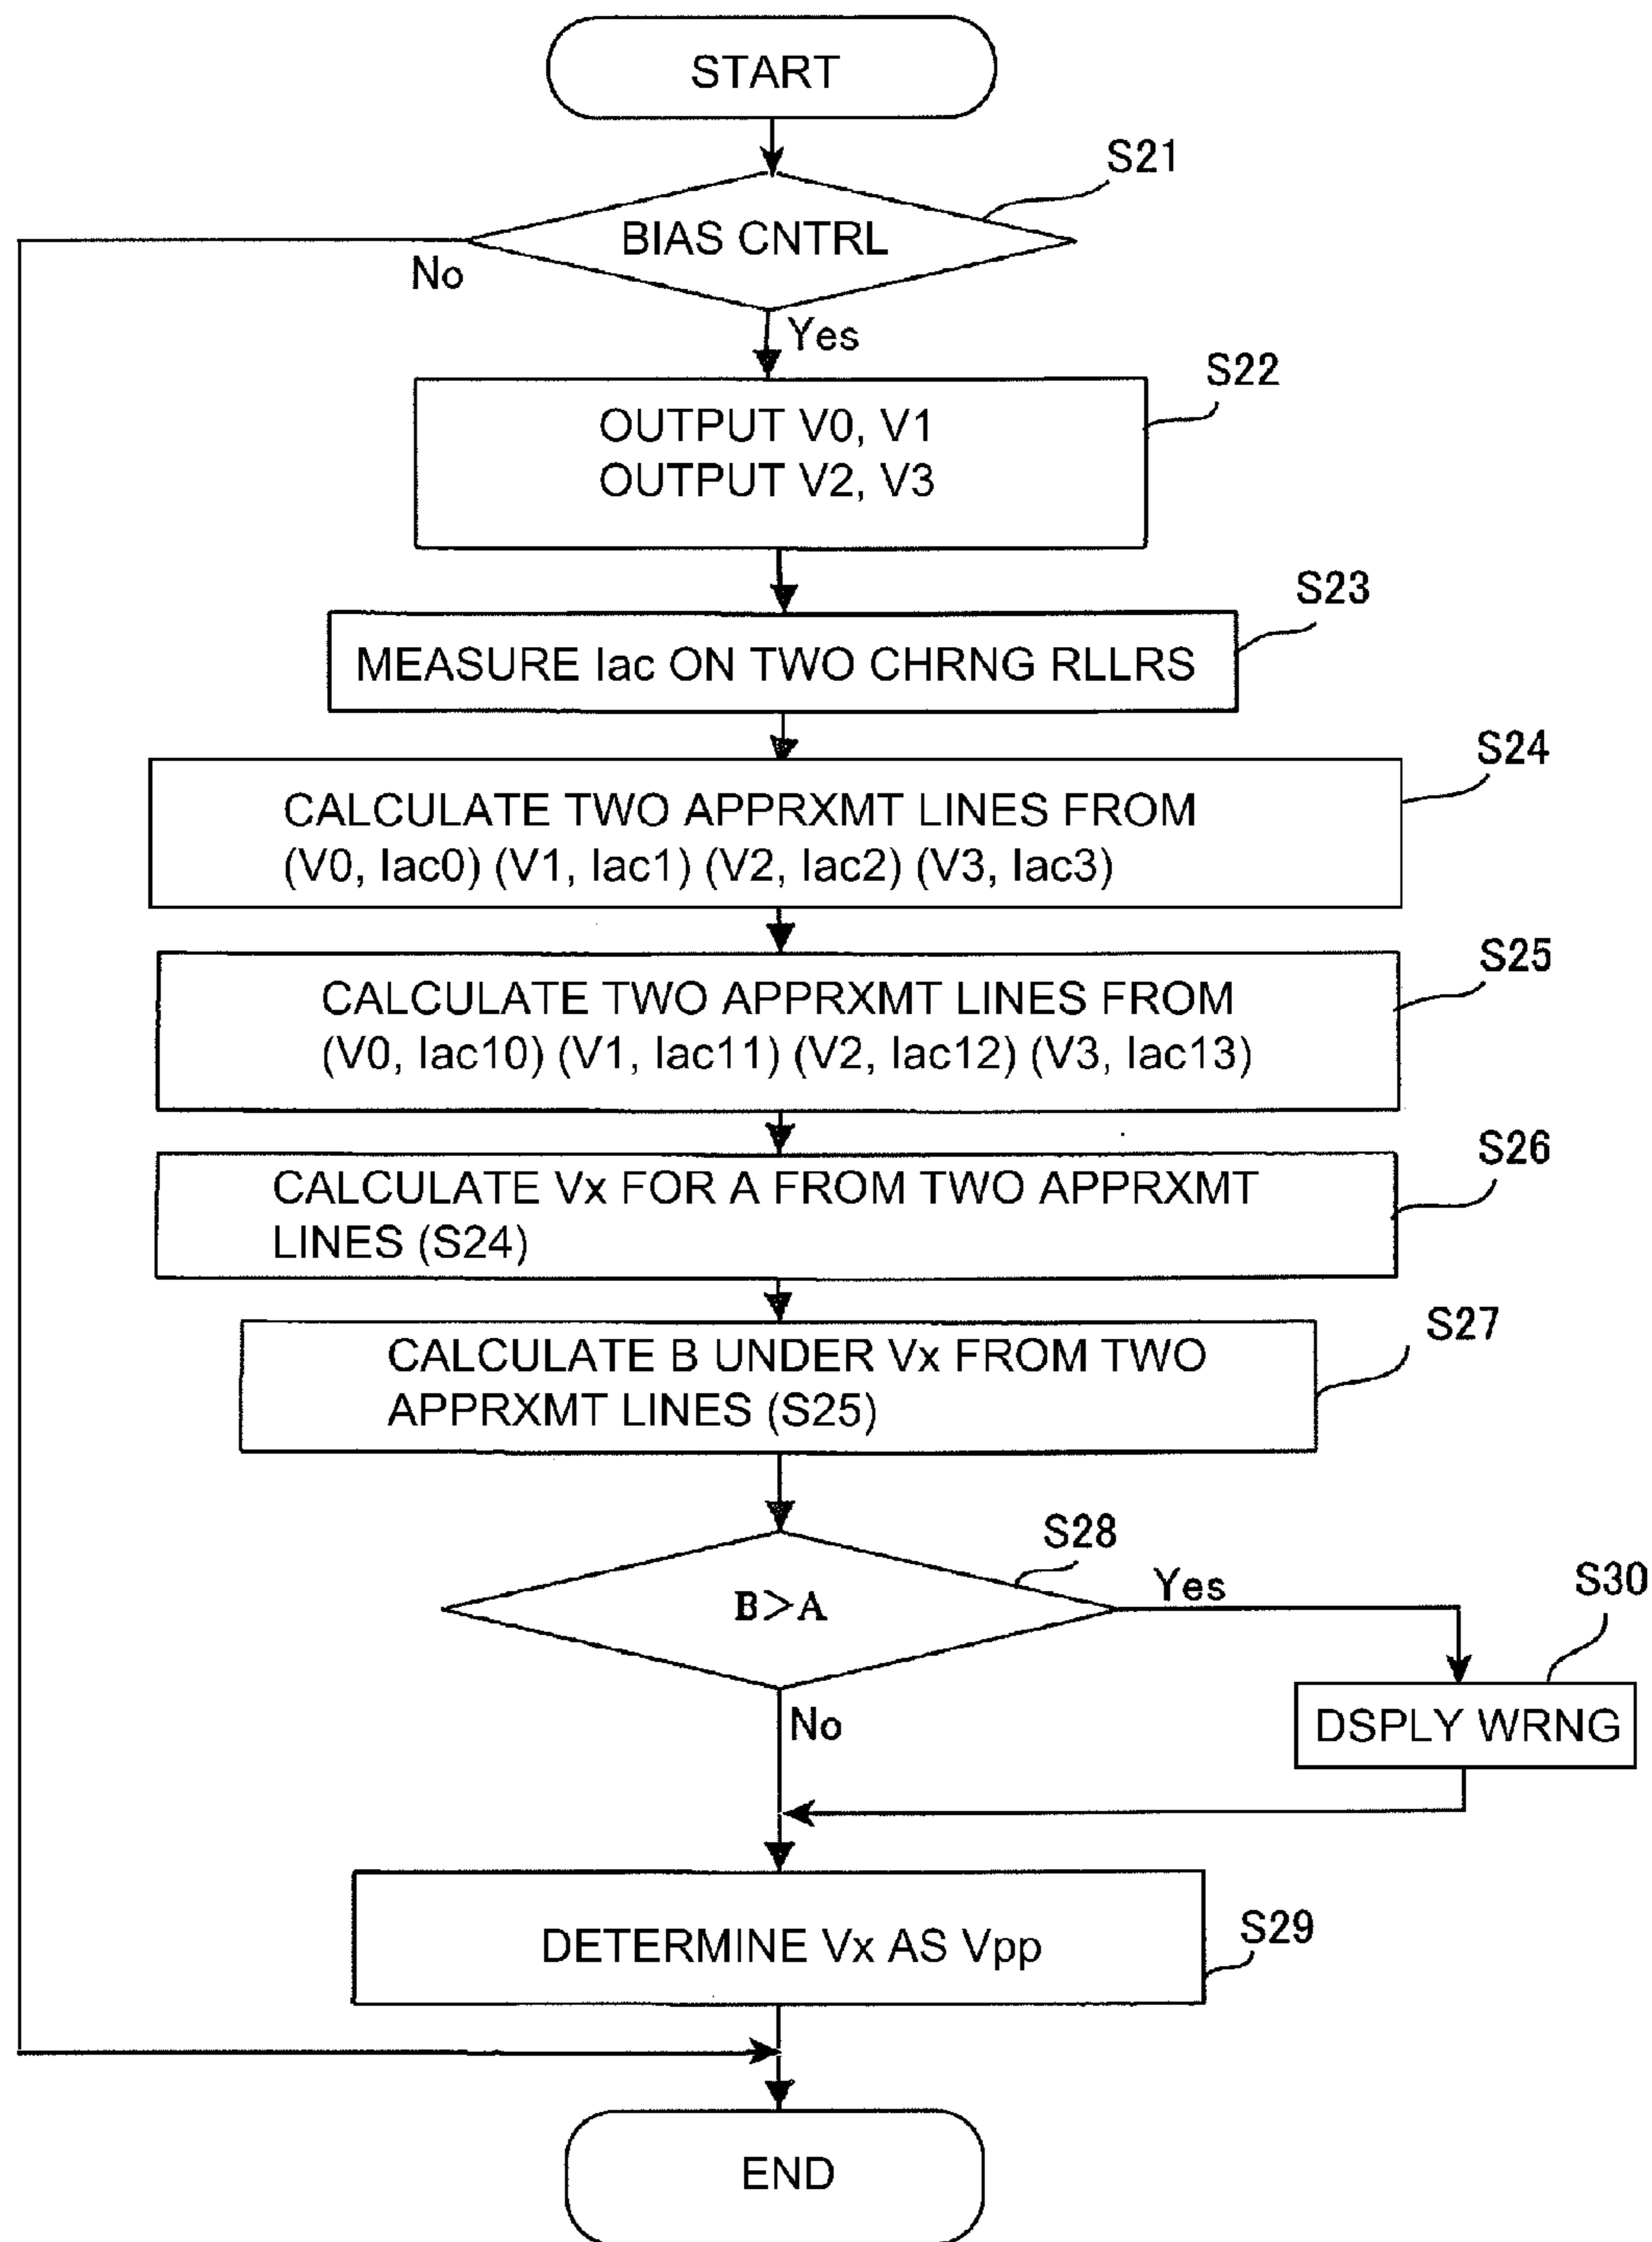 START
S21
BIAS CNTRL
No
Yes
S22
OUTPUT V0, V1
OUTPUT V2, V3
S23
MEASURE Iac ON TWO CHRNG RLLRS
S24
CALCULATE TWO APPRXMT LINES FROM
(V0, Iac0) (V1, Iac1) (V2, Iac2) (V3, Iac3)
S25
CALCULATE TWO APPRXMT LINES FROM
(V0, Iac10) (V1, Iac11) (V2, Iac12) (V3, Iac13)
S26
CALCULATE Vx FOR A FROM TWO APPRXMT
LINES (S24)
S27
CALCULATE B UNDER Vx FROM TWO
APPRXMT LINES (S25)
S28
B>A
Yes
S30
DSPLY WRNG
No
S29
DETERMINE Vx AS Vpp
END